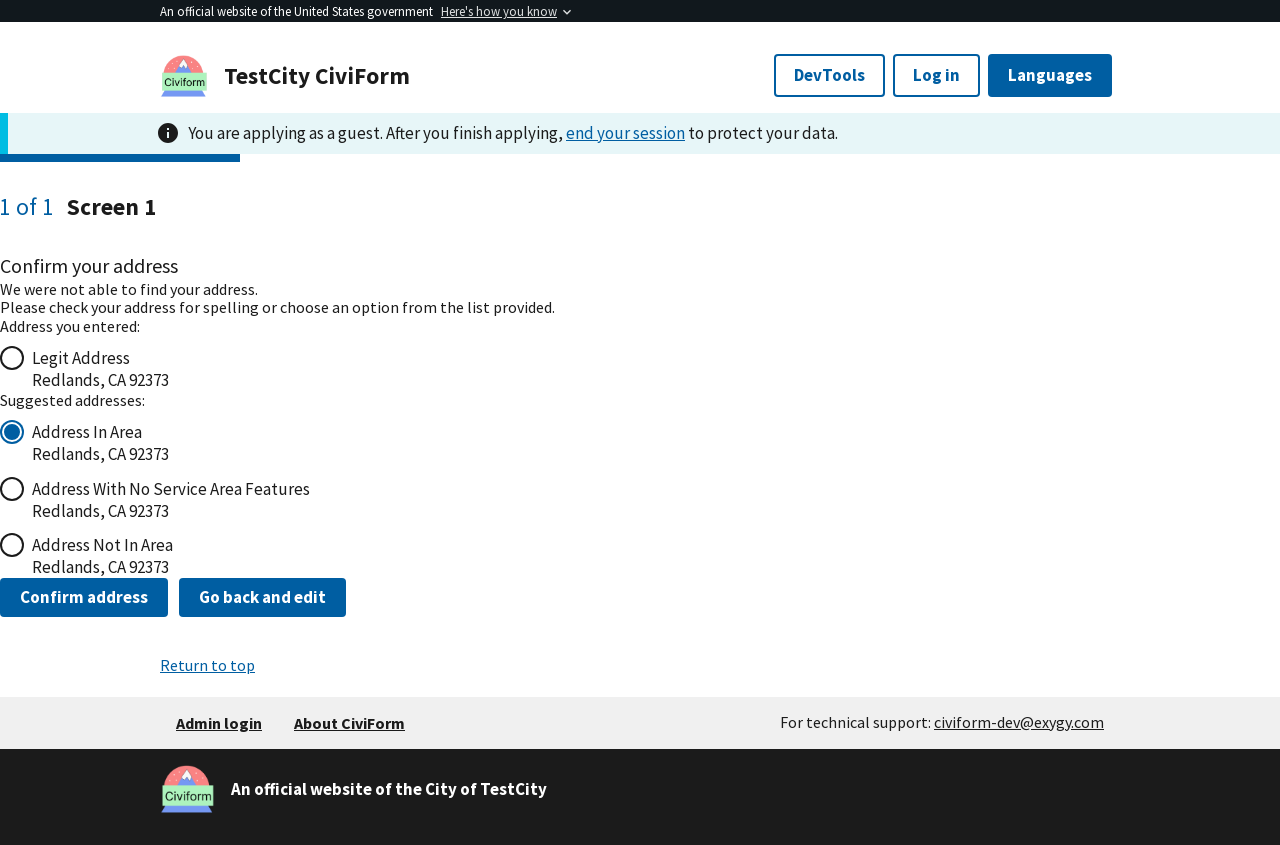 An official website of the United States government Here's how you know
Civiform
TestCity CiviForm
DevTools
Log in
Languages
You are applying as a guest. After you finish applying, end your session to protect your data.
1 of 1 Screen 1
Confirm your address
We were not able to find your address.
Please check your address for spelling or choose an option from the list provided.
Address you entered:
Legit Address
Redlands, CA 92373
Suggested addresses:
Address In Area
Redlands, CA 92373
Address With No Service Area Features
Redlands, CA 92373
Address Not In Area
Redlands, CA 92373
Confirm address
Go back and edit
Return to top
Admin login
About CiviForm
For technical support: civiform-dev@exygy.com
Civiform
An official website of the City of TestCity